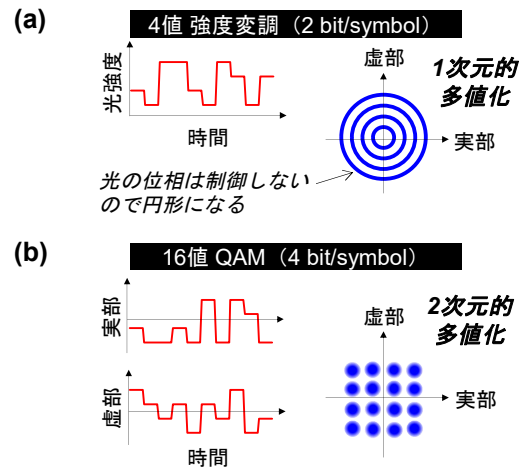 (a)
4値 強度変調（2 bit/symbol）
光強度
時間
虚部
実部
1次元的
多値化
光の位相は制御しない
ので円形になる
(b)
16値 QAM（4 bit/symbol）
実部
虚部
時間
虚部
実部
2次元的
多値化